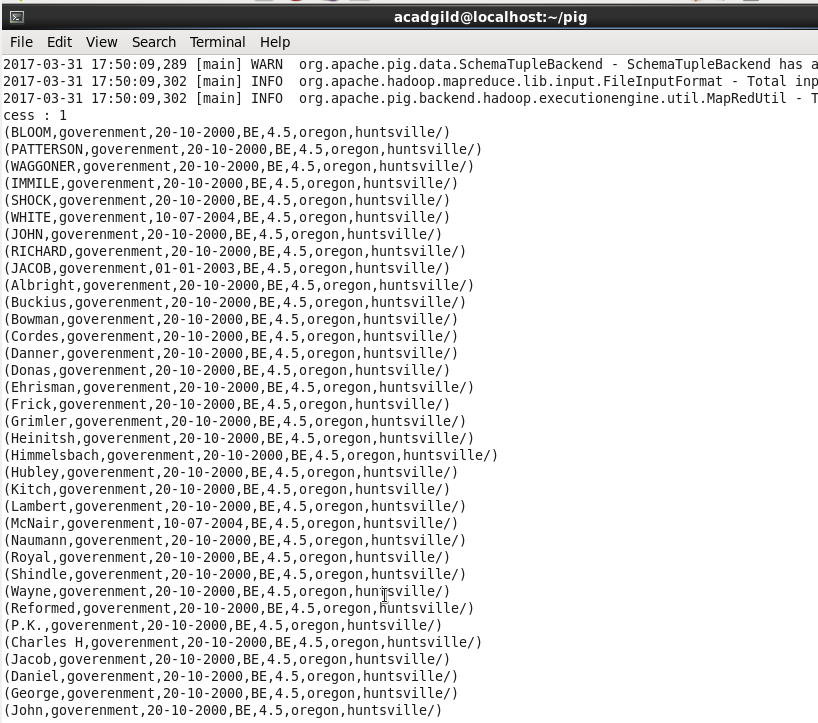 acadgild@localhost:~/pig
File Edit View Search Terminal Help
2017-03-31 17:50:09,289 [main] WARN  org.apache.pig.data.SchemaTupleBackend - SchemaTupleBackend has a
2017-03-31 17:50:09,302 [main] INFO  org.apache.hadoop.mapreduce.lib.input.FileInputFormat - Total inp
2017-03-31 17:50:09,302 [main] INFO  org.apache.pig.backend.hadoop.executionengine.util.MapRedUtil - T
cess : 1
(BLOOM,goverenment,20-10-2000,BE,4.5,oregon,huntsville/)
(PATTERSON,goverenment,20-10-2000,BE,4.5,oregon,huntsville/)
(WAGGONER,goverenment,20-10-2000,BE,4.5,oregon,huntsville/)
(IMMILE,goverenment,20-10-2000,BE,4.5,oregon,huntsville/)
(SHOCK,goverenment,20-10-2000,BE,4.5,oregon,huntsville/)
(WHITE,goverenment,10-07-2004,BE,4.5,oregon,huntsville/)
(JOHN,goverenment,20-10-2000,BE,4.5,oregon,huntsville/)
(RICHARD,goverenment,20-10-2000,BE,4.5,oregon,huntsville/)
(JACOB,goverenment,01-01-2003,BE,4.5,oregon,huntsville/)
(Albright,goverenment,20-10-2000,BE,4.5,oregon,huntsville/)
(Buckius,goverenment,20-10-2000,BE,4.5,oregon,huntsville/)
(Bowman,goverenment,20-10-2000,BE,4.5,oregon,huntsville/)
(Cordes,goverenment,20-10-2000,BE,4.5,oregon,huntsville/)
(Danner,goverenment,20-10-2000,BE,4.5,oregon,huntsville/)
(Donas,goverenment,20-10-2000,BE,4.5,oregon,huntsville/)
(Ehrisman,goverenment,20-10-2000,BE,4.5,oregon,huntsville/)
(Frick,goverenment,20-10-2000,BE,4.5,oregon,huntsville/)
(Grimler,goverenment,20-10-2000,BE,4.5,oregon,huntsville/)
(Heinitsh,goverenment,20-10-2000,BE,4.5,oregon,huntsville/)
(Himmelsbach,goverenment,20-10-2000,BE,4.5,oregon,huntsville/)
(Hubley,goverenment,20-10-2000,BE,4.5,oregon,huntsville/)
(Kitch,goverenment,20-10-2000,BE,4.5,oregon,huntsville/)
(Lambert,goverenment,20-10-2000,BE,4.5,oregon,huntsville/)
(McNair,goverenment,10-07-2004,BE,4.5,oregon,huntsville/)
(Naumann,goverenment,20-10-2000,BE,4.5,oregon,huntsville/)
(Royal,goverenment,20-10-2000,BE,4.5,oregon,huntsville/)
(Shindle,goverenment,20-10-2000,BE,4.5,oregon,huntsville/)
(Wayne,goverenment,20-10-2000,BE,4.5,oregon,huntsville/)
(Reformed,goverenment,20-10-2000,BE,4.5,oregon,huntsville/)
(P.K.,goverenment,20-10-2000,BE,4.5,oregon,huntsville/)
(Charles H,goverenment,20-10-2000,BE,4.5,oregon,huntsville/)
(Jacob,goverenment,20-10-2000,BE,4.5,oregon,huntsville/)
(Daniel,goverenment,20-10-2000,BE,4.5,oregon,huntsville/)
(George,goverenment,20-10-2000,BE,4.5,oregon,huntsville/)
(John,goverenment,20-10-2000,BE,4.5,oregon,huntsville/)